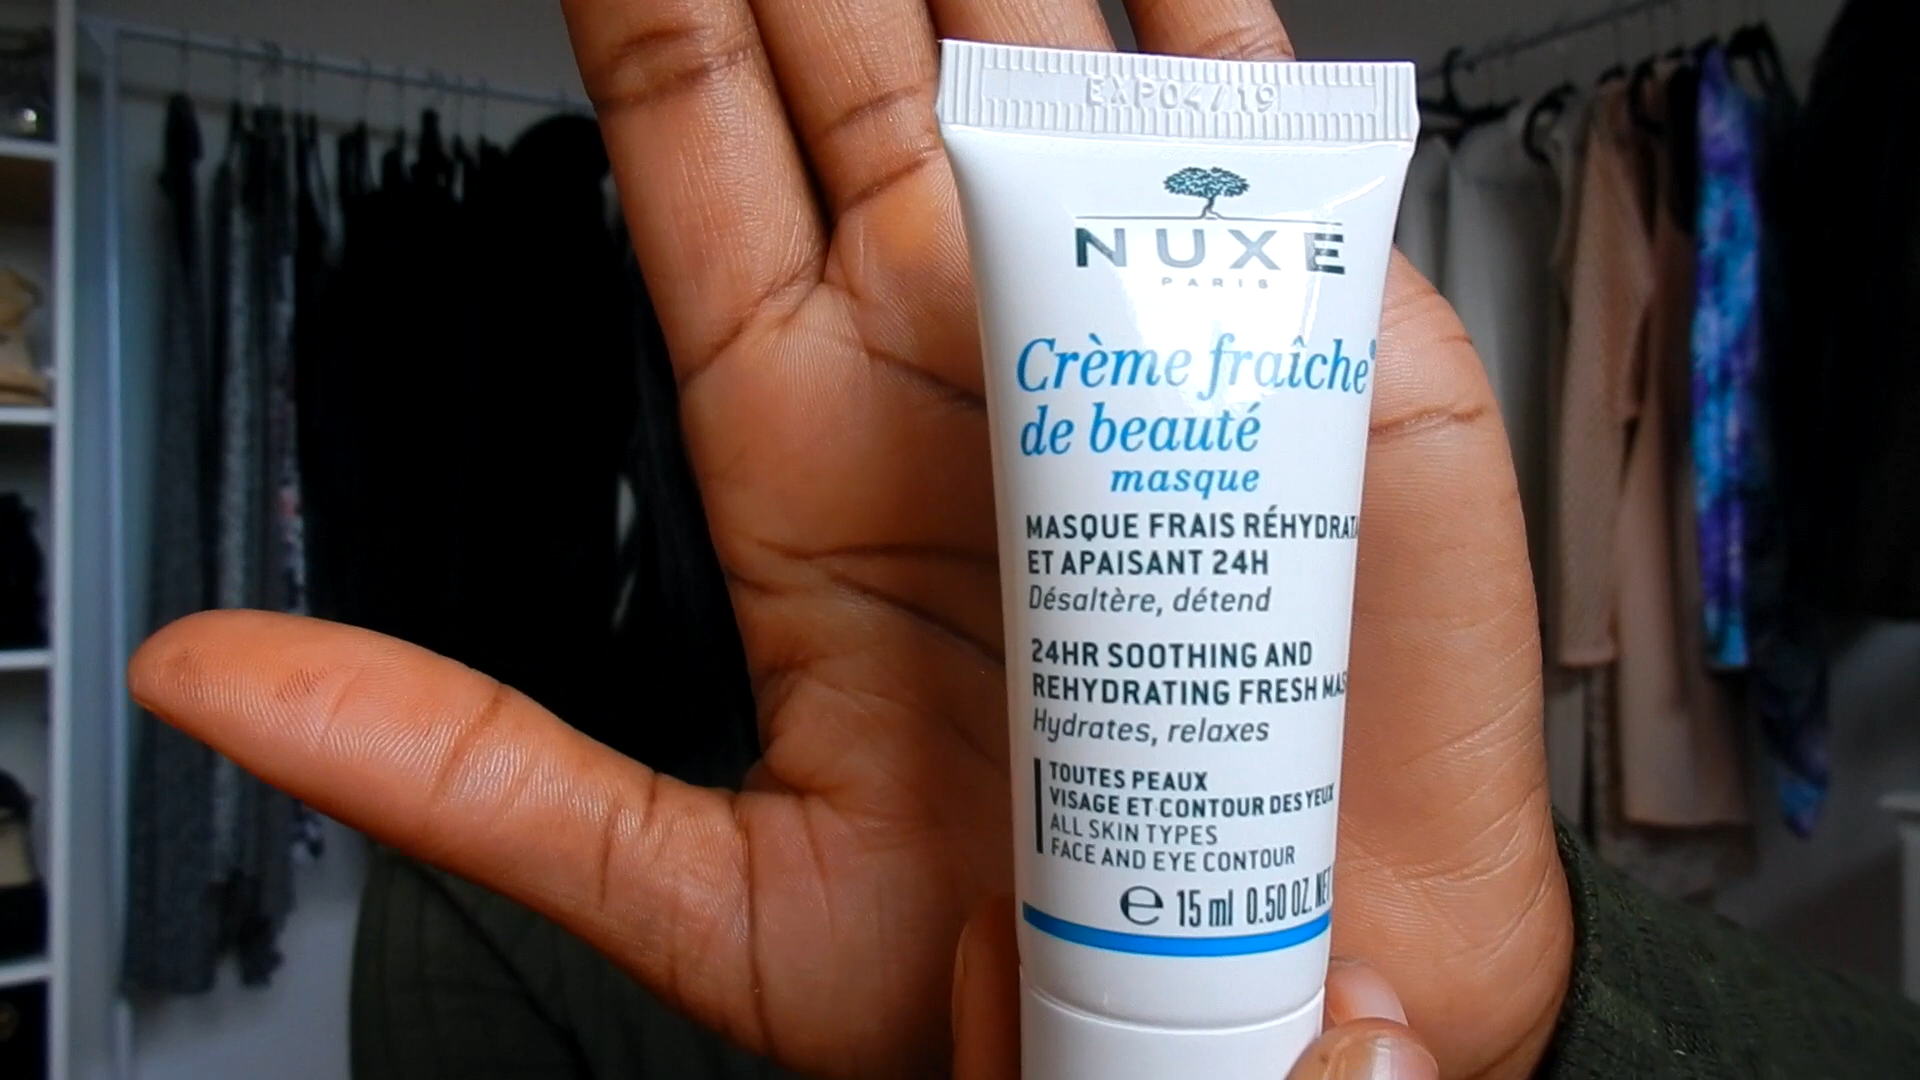 EXP04/19
NUXE
PARIS
Crème fraîche®
de beauté
masque
MASQUE FRAIS
ET APAISANT 24H
Désaltère, détend
24HR SOOTHING AND
REHYDRATING FRESH
Hydrates, relaxes
TOUTES PEAUX
VISAGE ET CONTOUR DES YEUX
ALL SKIN TYPES
FACE AND EYE CONTOUR
e 15 ml 0.50 OZ. NET